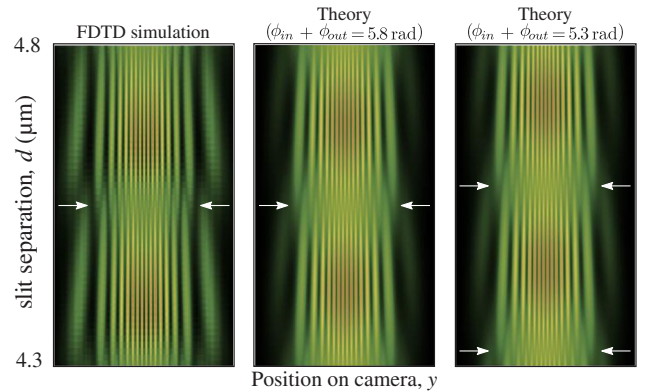 FDTD simulation
Theory
(ϕin + ϕout = 5.8 rad)
Theory
(ϕin + ϕout = 5.3 rad)
4.8
slit separation, d (μm)
4.3
Position on camera, y